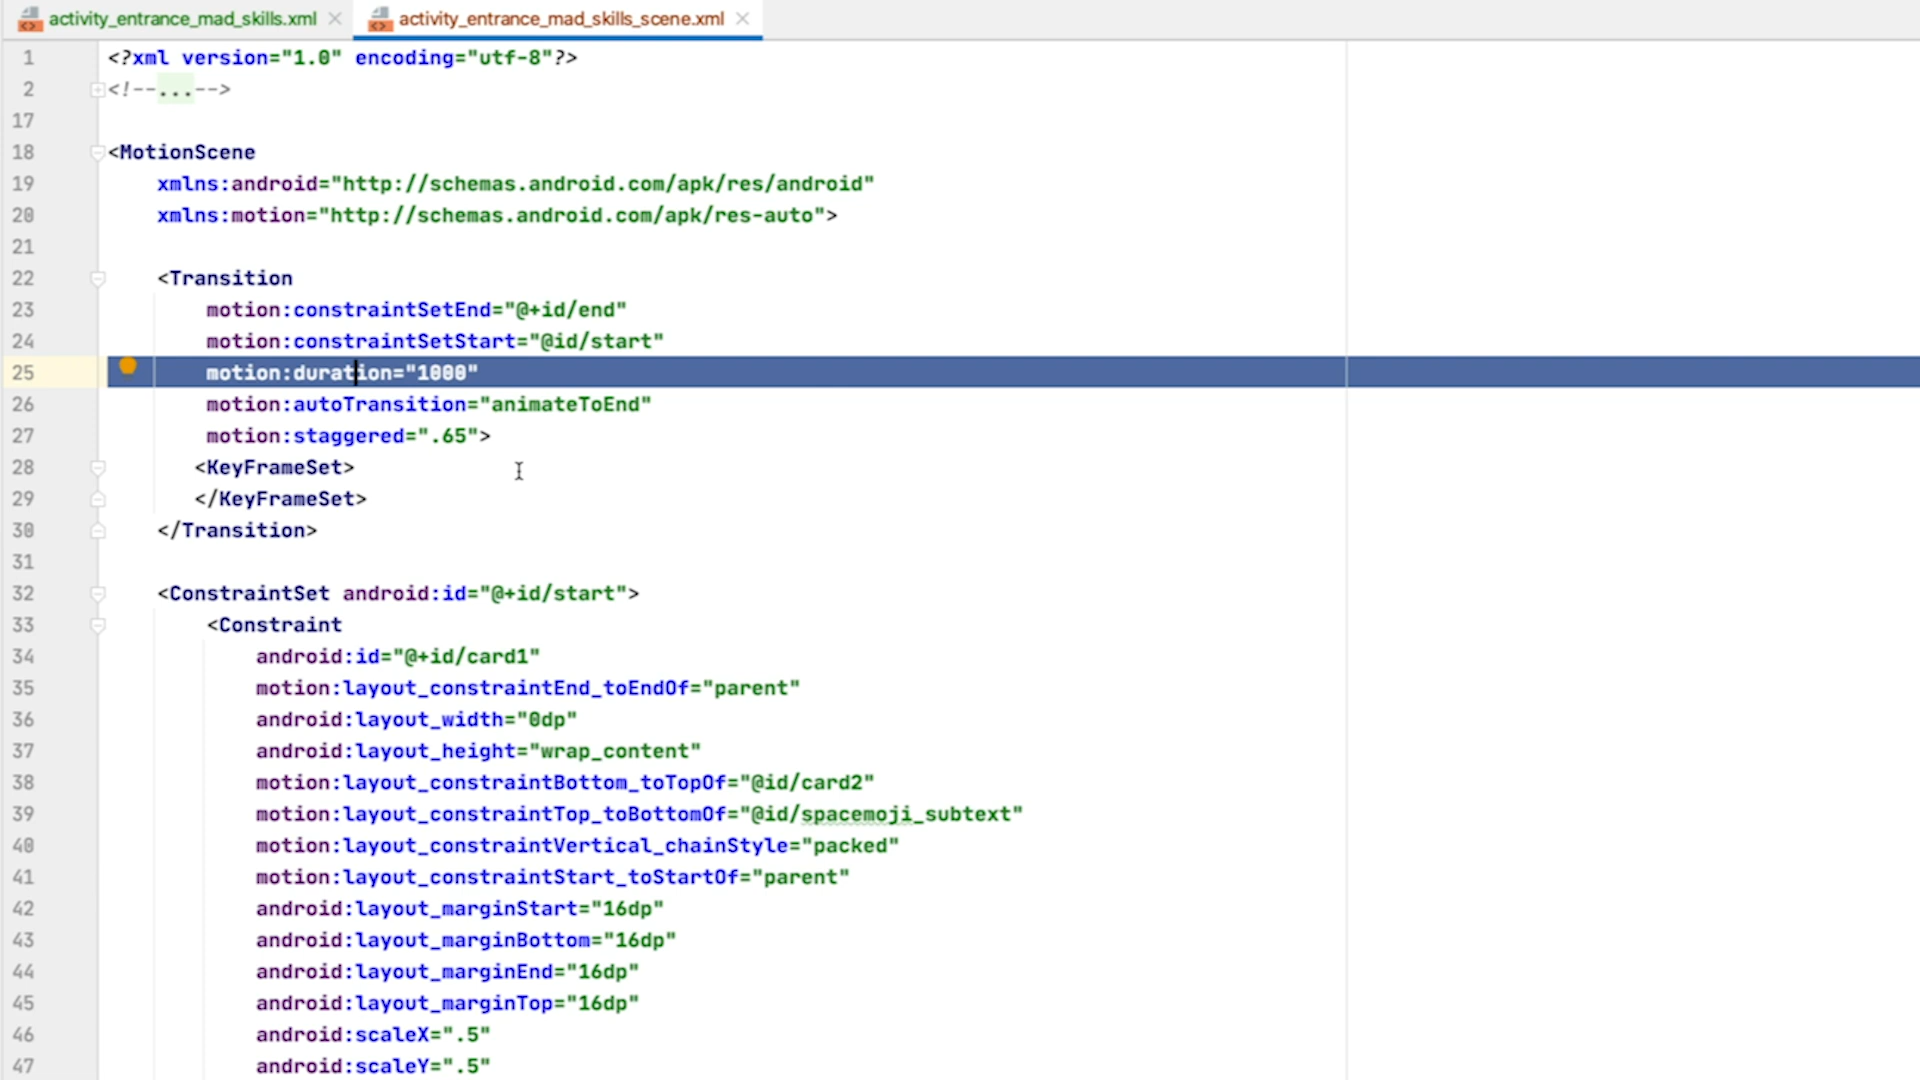 activity_entrance_mad_skills.xml activity_entrance_mad_skills_scene.xml
1 <?xml version="1.0" encoding="utf-8"?>
2 <!--...-->
17
18 <MotionScene
19 xmlns:android="http://schemas.android.com/apk/res/android"
20 xmlns:motion="http://schemas.android.com/apk/res-auto">
21
22 <Transition
23 motion:constraintSetEnd="@+id/end"
24 motion:constraintSetStart="@id/start"
25 motion:duration="1000"
26 motion:autoTransition="animateToEnd"
27 motion:staggered=".65">
28 <KeyFrameSet>
29 </KeyFrameSet>
30 </Transition>
31
32 <ConstraintSet android:id="@+id/start">
33 <Constraint
34 android:id="@+id/card1"
35 motion:layout_constraintEnd_toEndOf="parent"
36 android:layout_width="0dp"
37 android:layout_height="wrap_content"
38 motion:layout_constraintBottom_toTopOf="@id/card2"
39 motion:layout_constraintTop_toBottomOf="@id/spacemoji_subtext"
40 motion:layout_constraintVertical_chainStyle="packed"
41 motion:layout_constraintStart_toStartOf="parent"
42 android:layout_marginStart="16dp"
43 android:layout_marginBottom="16dp"
44 android:layout_marginEnd="16dp"
45 android:layout_marginTop="16dp"
46 android:scaleX=".5"
47 android:scaleY=".5"